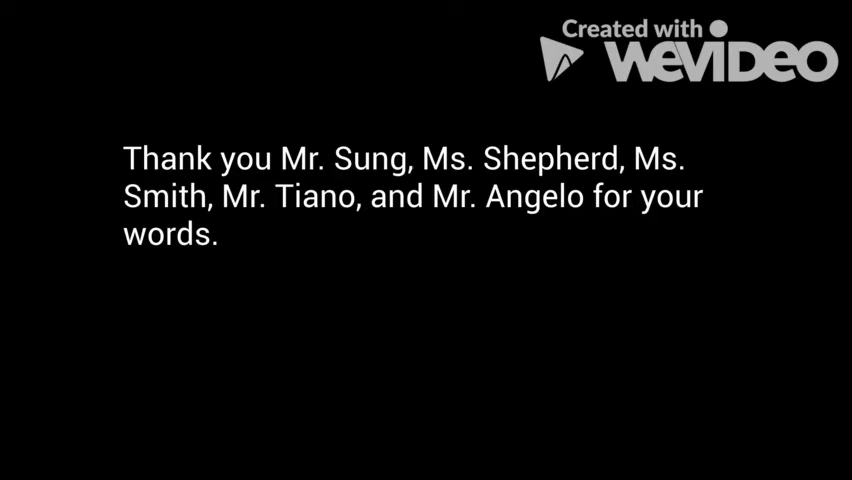 Created with
WEVIDEO
Thank you Mr. Sung, Ms. Shepherd, Ms.
Smith, Mr. Tiano, and Mr. Angelo for your
words.